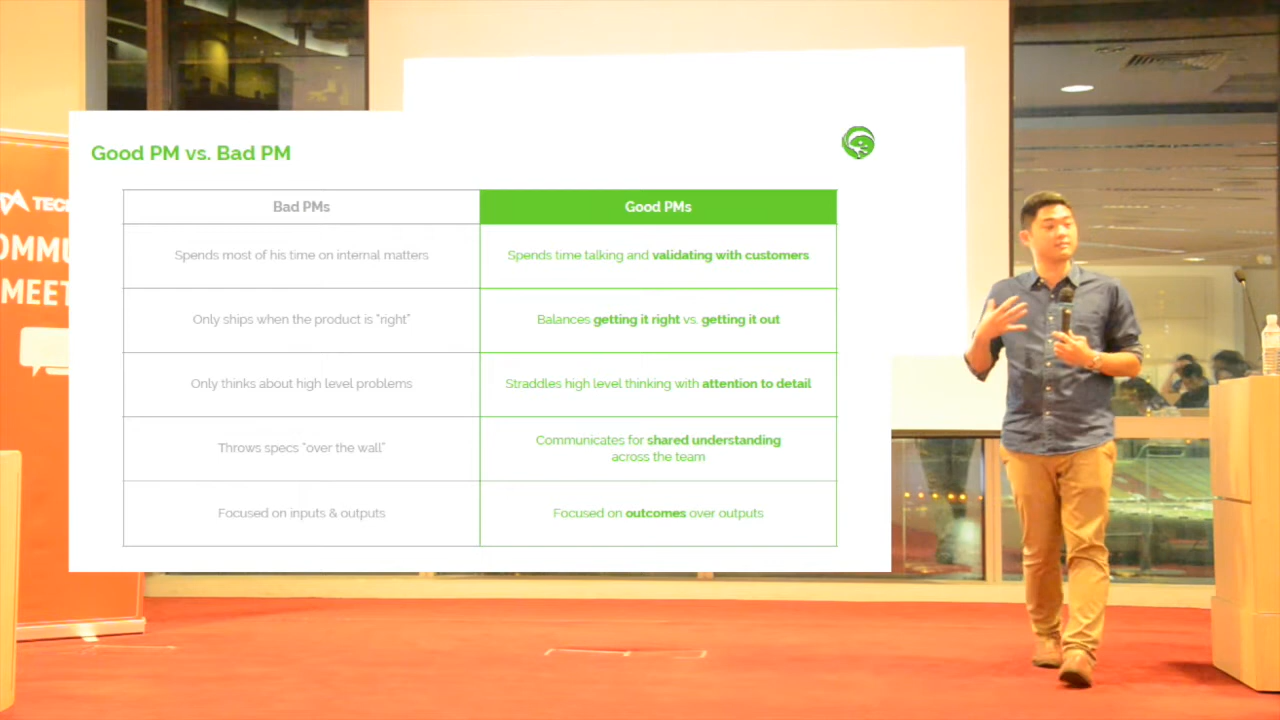 Good PM vs. Bad PM
Bad PMs
Good PMs
Spends most of his time on internal matters
Spends time talking and validating with customers
Only ships when the product is "right"
Balances getting it right vs. getting it out
Only thinks about high level problems
Straddles high level thinking with attention to detail
Throws specs "over the wall"
Communicates for shared understanding
across the team
Focused on inputs & outputs
Focused on outcomes over outputs
MEET